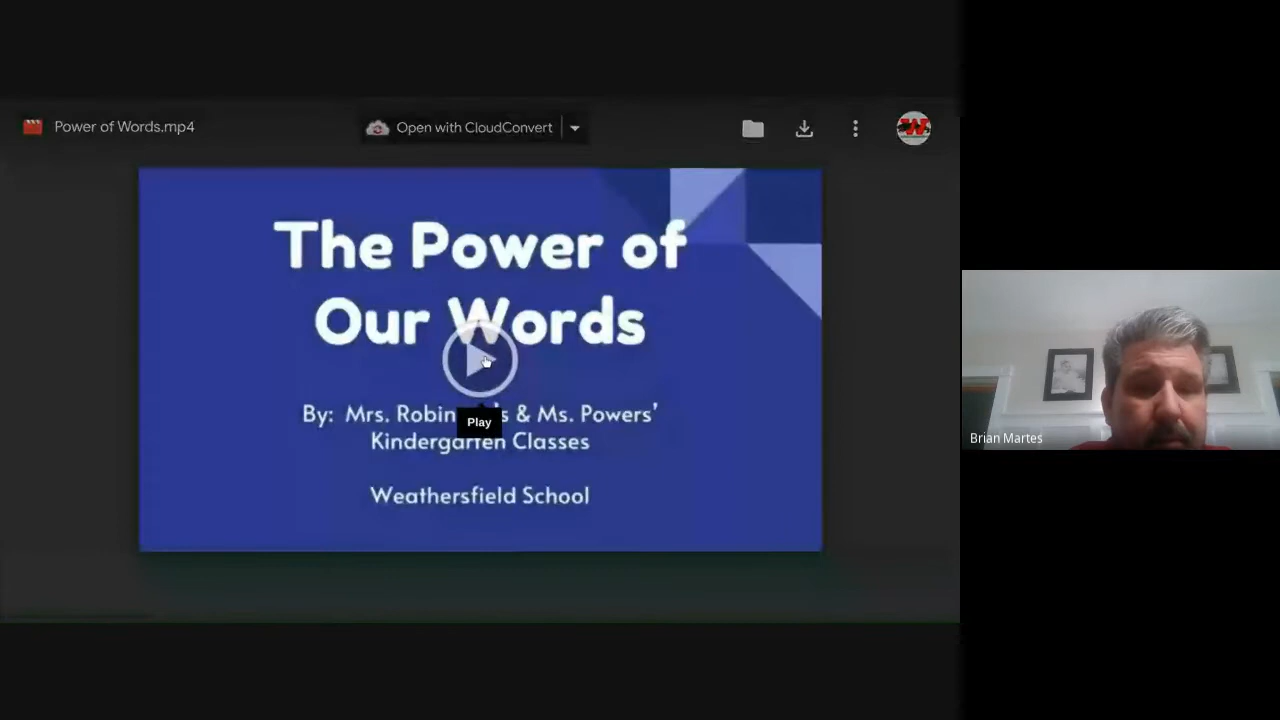 Power of Words.mp4
Open with CloudConvert
W
The Power of
Our Words
Play
By: Mrs. & Ms. Powers'
Kindergarten Classes
Weathersfield School
Brian Martes